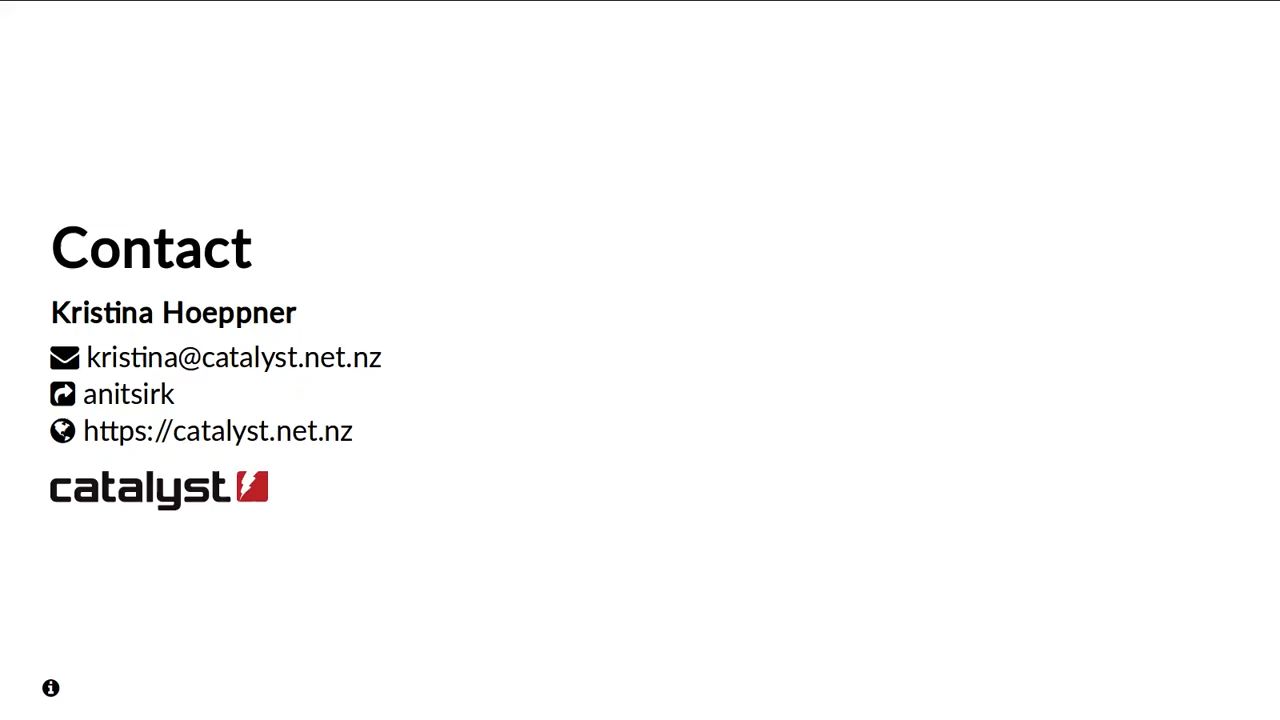 Contact
Kristina Hoeppner
kristina@catalyst.net.nz
anitsirk
https://catalyst.net.nz
catalyst